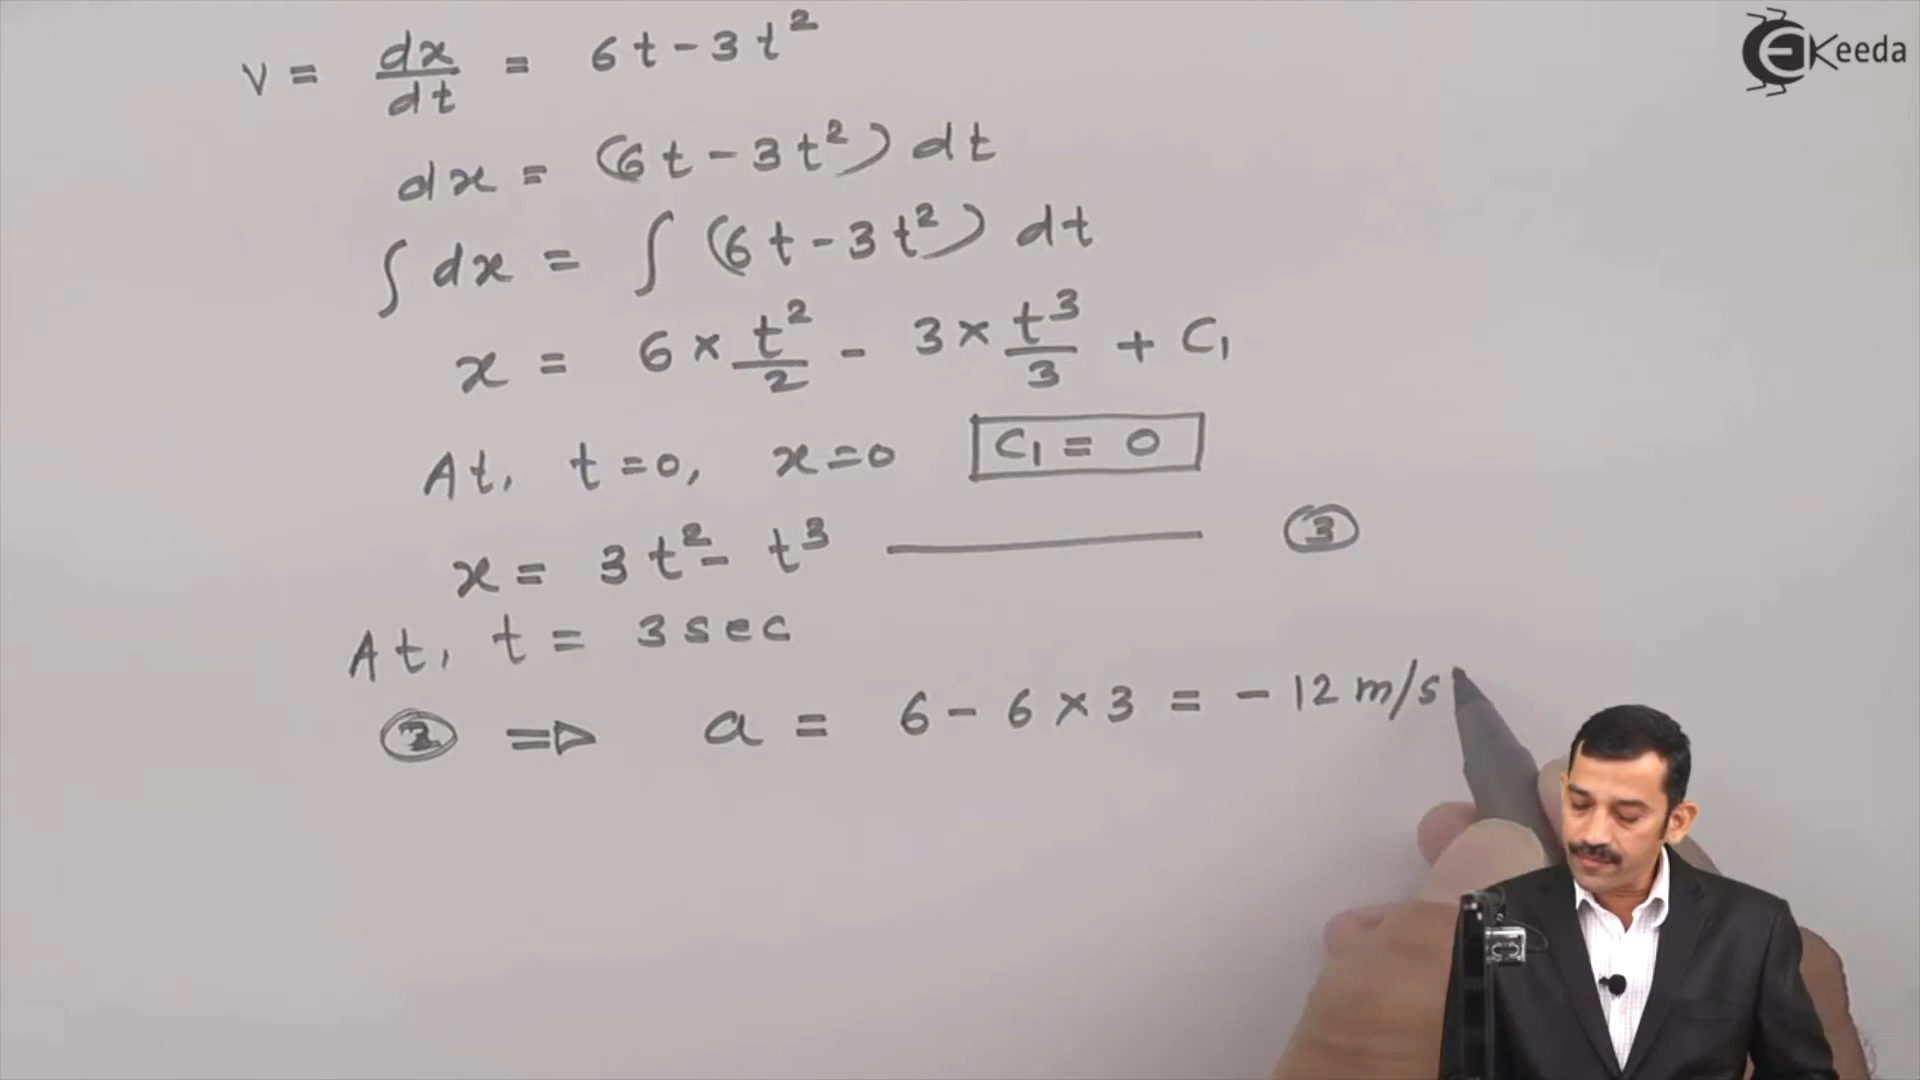 EKeeda
V = dx/dt = 6t - 3t²
dx = (6t - 3t²) dt
∫ dx = ∫ (6t - 3t²) dt
x = 6 × t²/2 - 3 × t³/3 + C₁
At, t=0, x=0 C₁ = 0
x = 3t² - t³ ——— ③
At, t = 3 sec
② ⇒ a = 6 - 6 × 3 = - 12 m/s